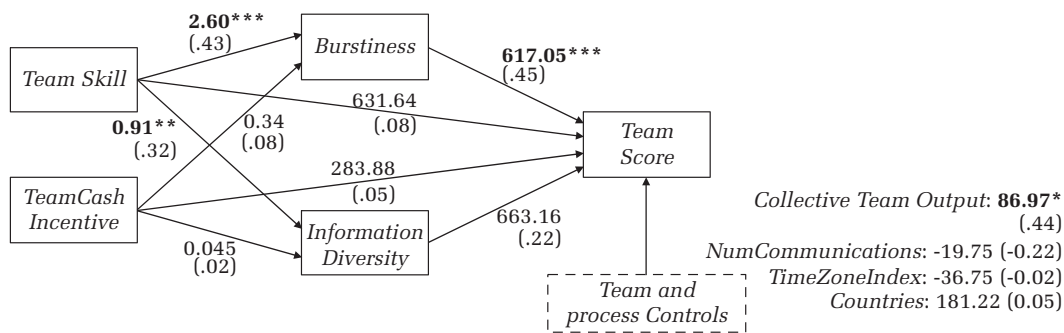 2.60***
(.43)
Burstiness
617.05***
(.45)
Team Skill
631.64
(.08)
0.91**
(.32)
0.34
(.08)
Team
Score
283.88
(.05)
TeamCash
Incentive
Collective Team Output: 86.97*
(.44)
Information
Diversity
663.16
(.22)
0.045
(.02)
NumCommunications: -19.75 (-0.22)
TimeZoneIndex: -36.75 (-0.02)
Countries: 181.22 (0.05)
Team and
process Controls